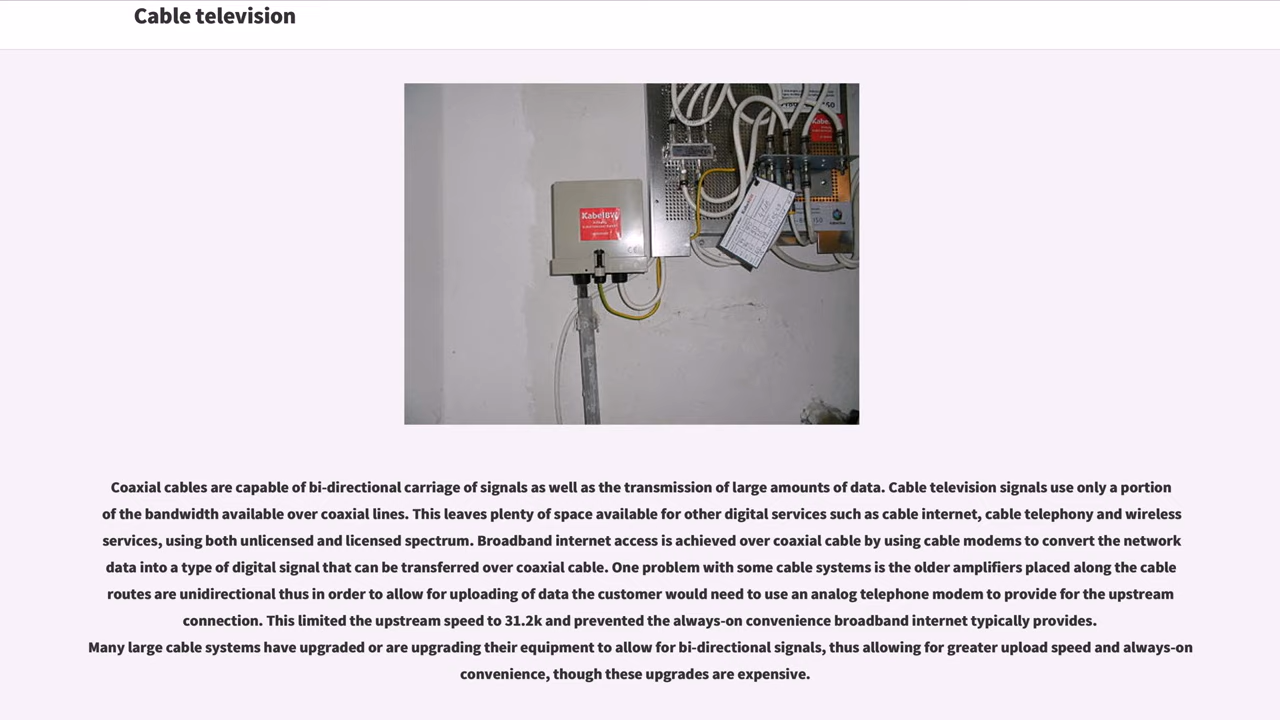 Cable television
KabelBW
Coaxial cables are capable of bi-directional carriage of signals as well as the transmission of large amounts of data. Cable television signals use only a portion
of the bandwidth available over coaxial lines. This leaves plenty of space available for other digital services such as cable internet, cable telephony and wireless
services, using both unlicensed and licensed spectrum. Broadband internet access is achieved over coaxial cable by using cable modems to convert the network
data into a type of digital signal that can be transferred over coaxial cable. One problem with some cable systems is the older amplifiers placed along the cable
routes are unidirectional thus in order to allow for uploading of data the customer would need to use an analog telephone modem to provide for the upstream
connection. This limited the upstream speed to 31.2k and prevented the always-on convenience broadband internet typically provides.
Many large cable systems have upgraded or are upgrading their equipment to allow for bi-directional signals, thus allowing for greater upload speed and always-on
convenience, though these upgrades are expensive.